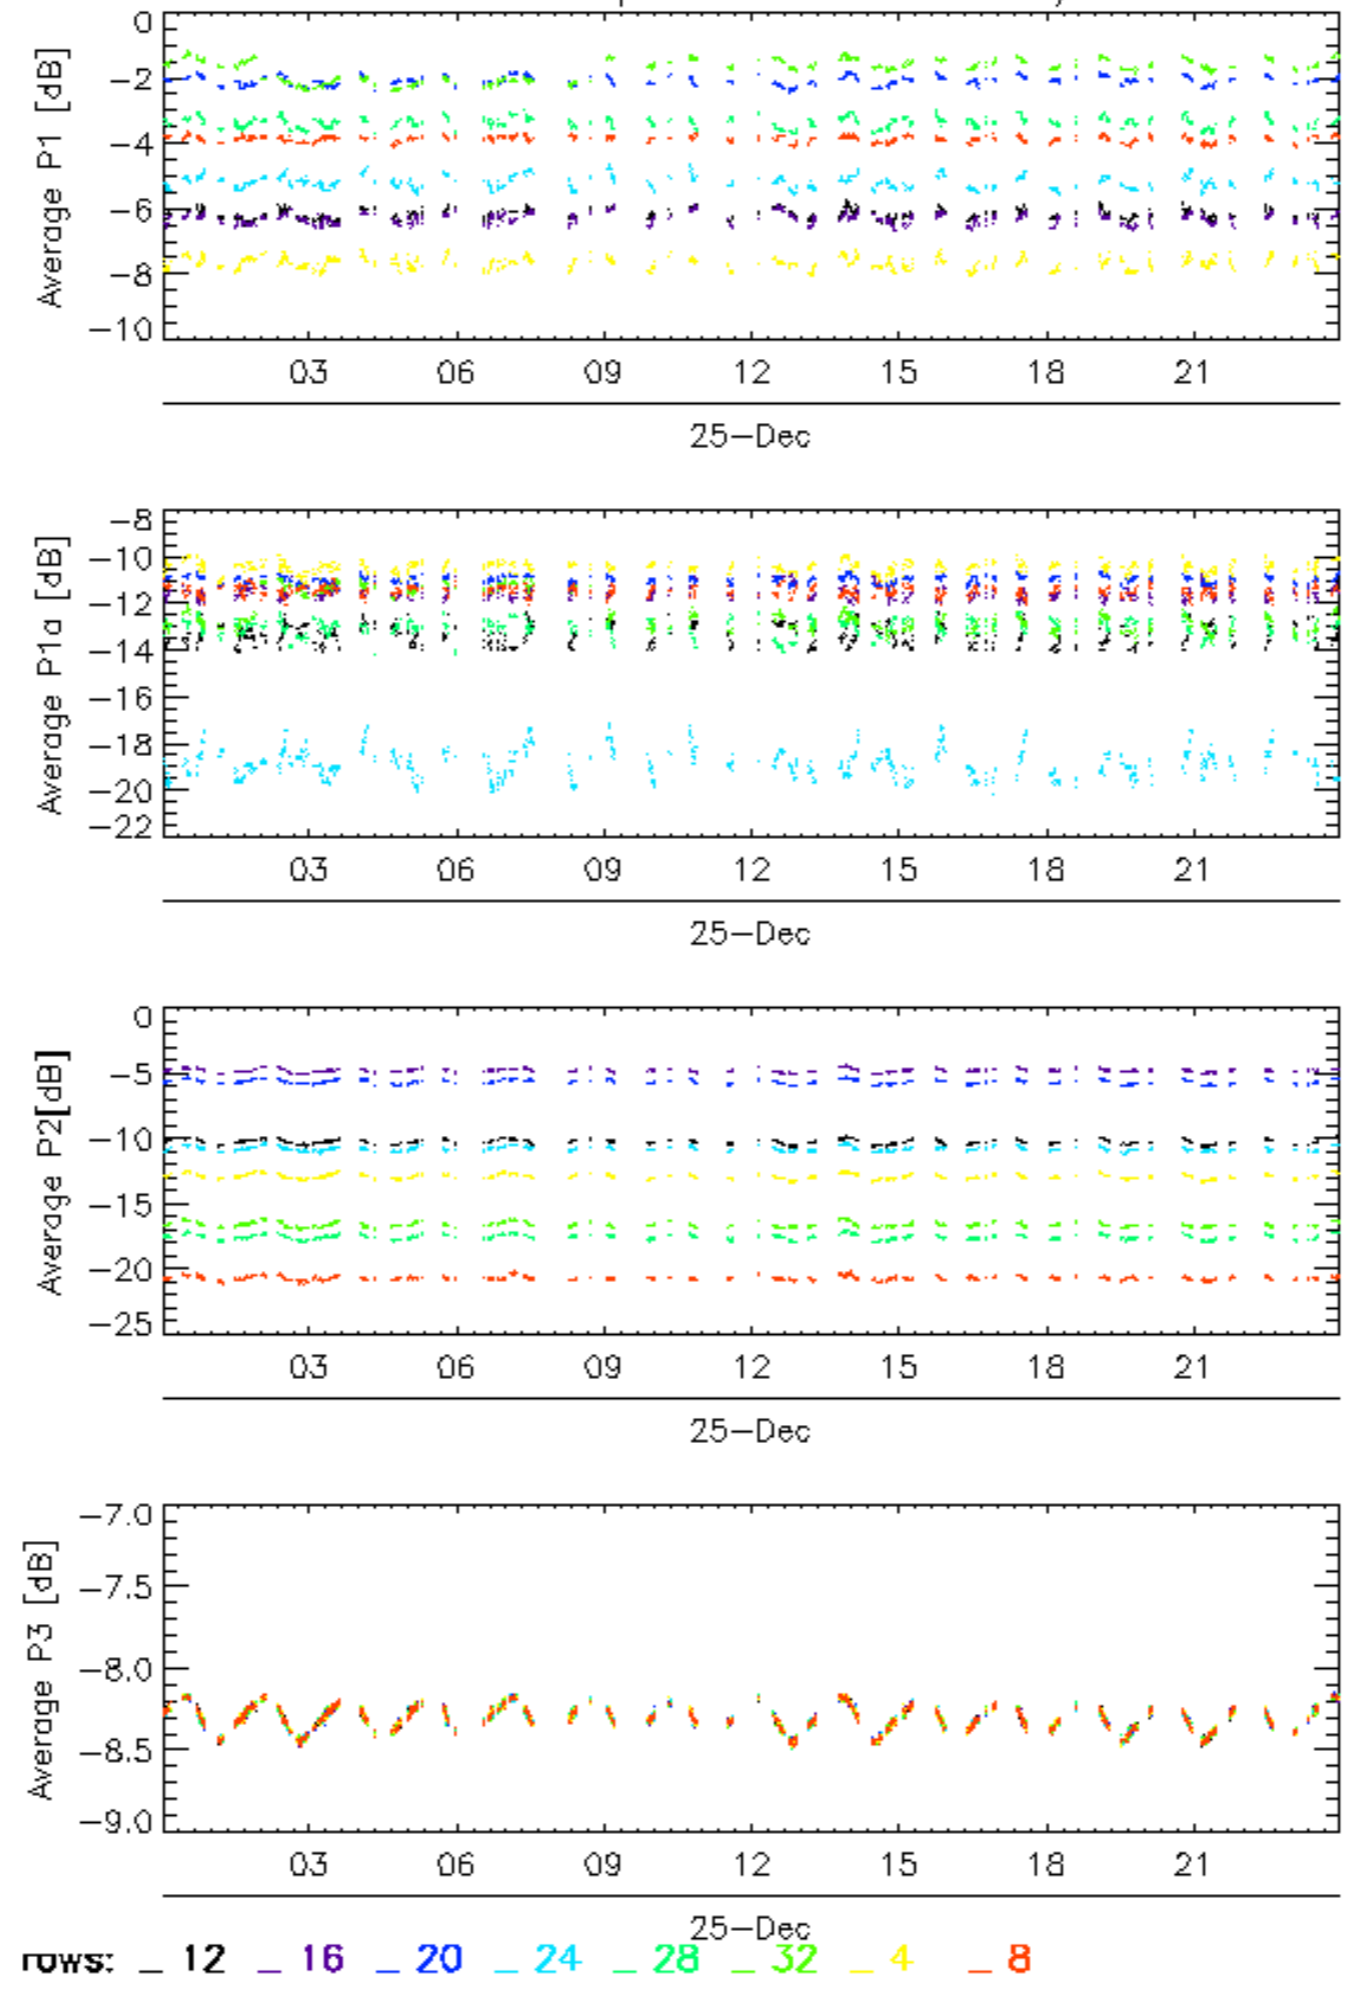 0
−2
−4
−6
−8
−10
Average P1 [dB]
03 06 09 12 15 18 21
25−Dec
−8
−10
−12
−14
−16
−18
−20
−22
Average P1a [dB]
03 06 09 12 15 18 21
25−Dec
0
−5
−10
−15
−20
−25
Average P2[dB]
03 06 09 12 15 18 21
25−Dec
−7.0
−7.5
−8.0
−8.5
−9.0
Average P3 [dB]
03 06 09 12 15 18 21
25−Dec
rows: _ 12 _ 16 _ 20 _ 24 _ 28 _ 32 _ 4 _ 8